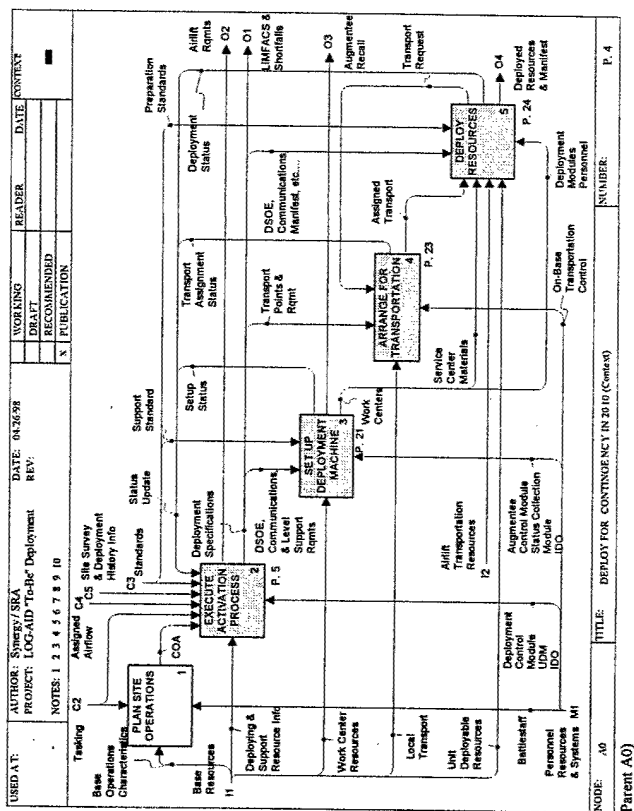 USED AT:
AUTHOR: Synergy / SRA
PROJECT: LOG-AID "To-Be" Deployment
NOTES: 1 2 3 4 5 6 7 8 9 10
DATE: 04-26-98
REV:
WORKING
DRAFT
RECOMMENDED
x PUBLICATION
READER
DATE
CONTEXT
C2
Tasking
C4
Assigned
Airflow
C5
Site Survey
& Deployment
History Info
C3
Standards
Status
Update
Support
Standard
Setup
Status
Transport
Assignment
Status
Deployment
Status
Preparation
Standards
Base
Operations
Characteristics
PLAN SITE
OPERATIONS
1
COA
EXECUTE
ACTIVATION
PROCESS
2
P. 5
Deployment
Specifications
DSOE,
Communications,
& Level
Support
Rqmts
SET UP
DEPLOYMENT
MACHINE
3
P. 21
Transport
Points &
Rqmt
DSOE,
Communications
Manifest, etc....
ARRANGE FOR
TRANSPORTATION
4
P. 23
Assigned
Transport
DEPLOY
RESOURCES
5
P. 24
O2
Airlift
Rqmts
O1
LIMFACS &
Shortfalls
O3
Augmentee
Recall
Transport
Request
O4
Deployed
Resources
& Manifest
Base
Resources
I1
Deploying &
Support
Resource Info
Work Center
Resources
Local
Transport
Unit
Deployable
Resources
Battlestaff
Personnel
Resources
& Systems M1
Deployment
Control
Module
UDM
IDO
Airlift
Transportation
Resources
I2
Augmentee
Control Module
Status Collection
Module
IDO
Work
Centers
Service
Center
Materials
On-Base
Transportation
Control
Deployment
Modules
Personnel
NODE: A0
TITLE: DEPLOY FOR CONTINGENCY IN 2010 (Context)
NUMBER:
P. 4
Parent A0)